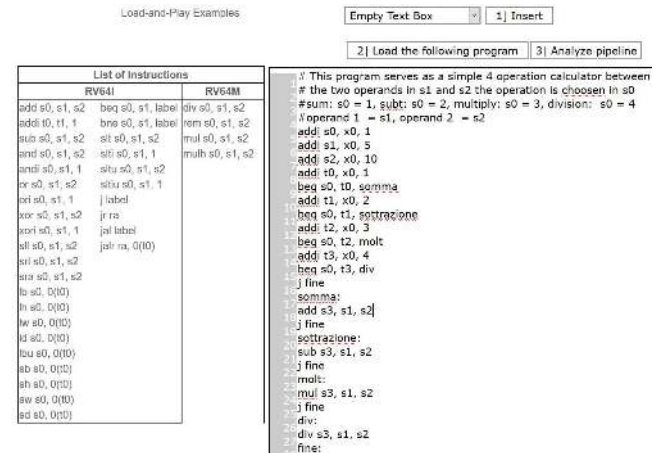 Load-and-Play Examples
Empty Text Box
1| Insert
2| Load the following program
3| Analyze pipeline
List of Instructions
RV64I RV64M
add s0, s1, s2 beq s0, s1, label div s0, s1, s2
addi t0, t1, 1 bne s0, s1, label rem s0, s1, s2
sub s0, s1, s2 slt s0, s1, s2 mul s0, s1, s2
and s0, s1, s2 slti s0, s1, 1 mulh s0, s1, s2
andi s0, s1, 1 sltu s0, s1, s2
or s0, s1, s2 sltiu s0, s1, 1
ori s0, s1, 1 j label
xor s0, s1, s2 jr ra
xori s0, s1, 1 jal label
sll s0, s1, s2 jalr ra, 0(t0)
srl s0, s1, s2
sra s0, s1, s2
lb s0, 0(t0)
lh s0, 0(t0)
lw s0, 0(t0)
ld s0, 0(t0)
lbu s0, 0(t0)
sb s0, 0(t0)
sh s0, 0(t0)
sw s0, 0(t0)
sd s0, 0(t0)
# This program serves as a simple 4 operation calculator between
# the two operands in s1 and s2 the operation is choosen in s0
#sum: s0 = 1, subt: s0 = 2, multiply: s0 = 3, division: s0 = 4
#operand 1 = s1, operand 2 = s2
addi s0, x0, 1
addi s1, x0, 5
addi s2, x0, 10
addi t0, x0, 1
beq s0, t0, somma
addi t1, x0, 2
beq s0, t1, sottrazione
addi t2, x0, 3
beq s0, t2, molt
addi t3, x0, 4
beq s0, t3, div
j fine
somma:
add s3, s1, s2
j fine
sottrazione:
sub s3, s1, s2
j fine
molt:
mul s3, s1, s2
j fine
div:
div s3, s1, s2
fine: